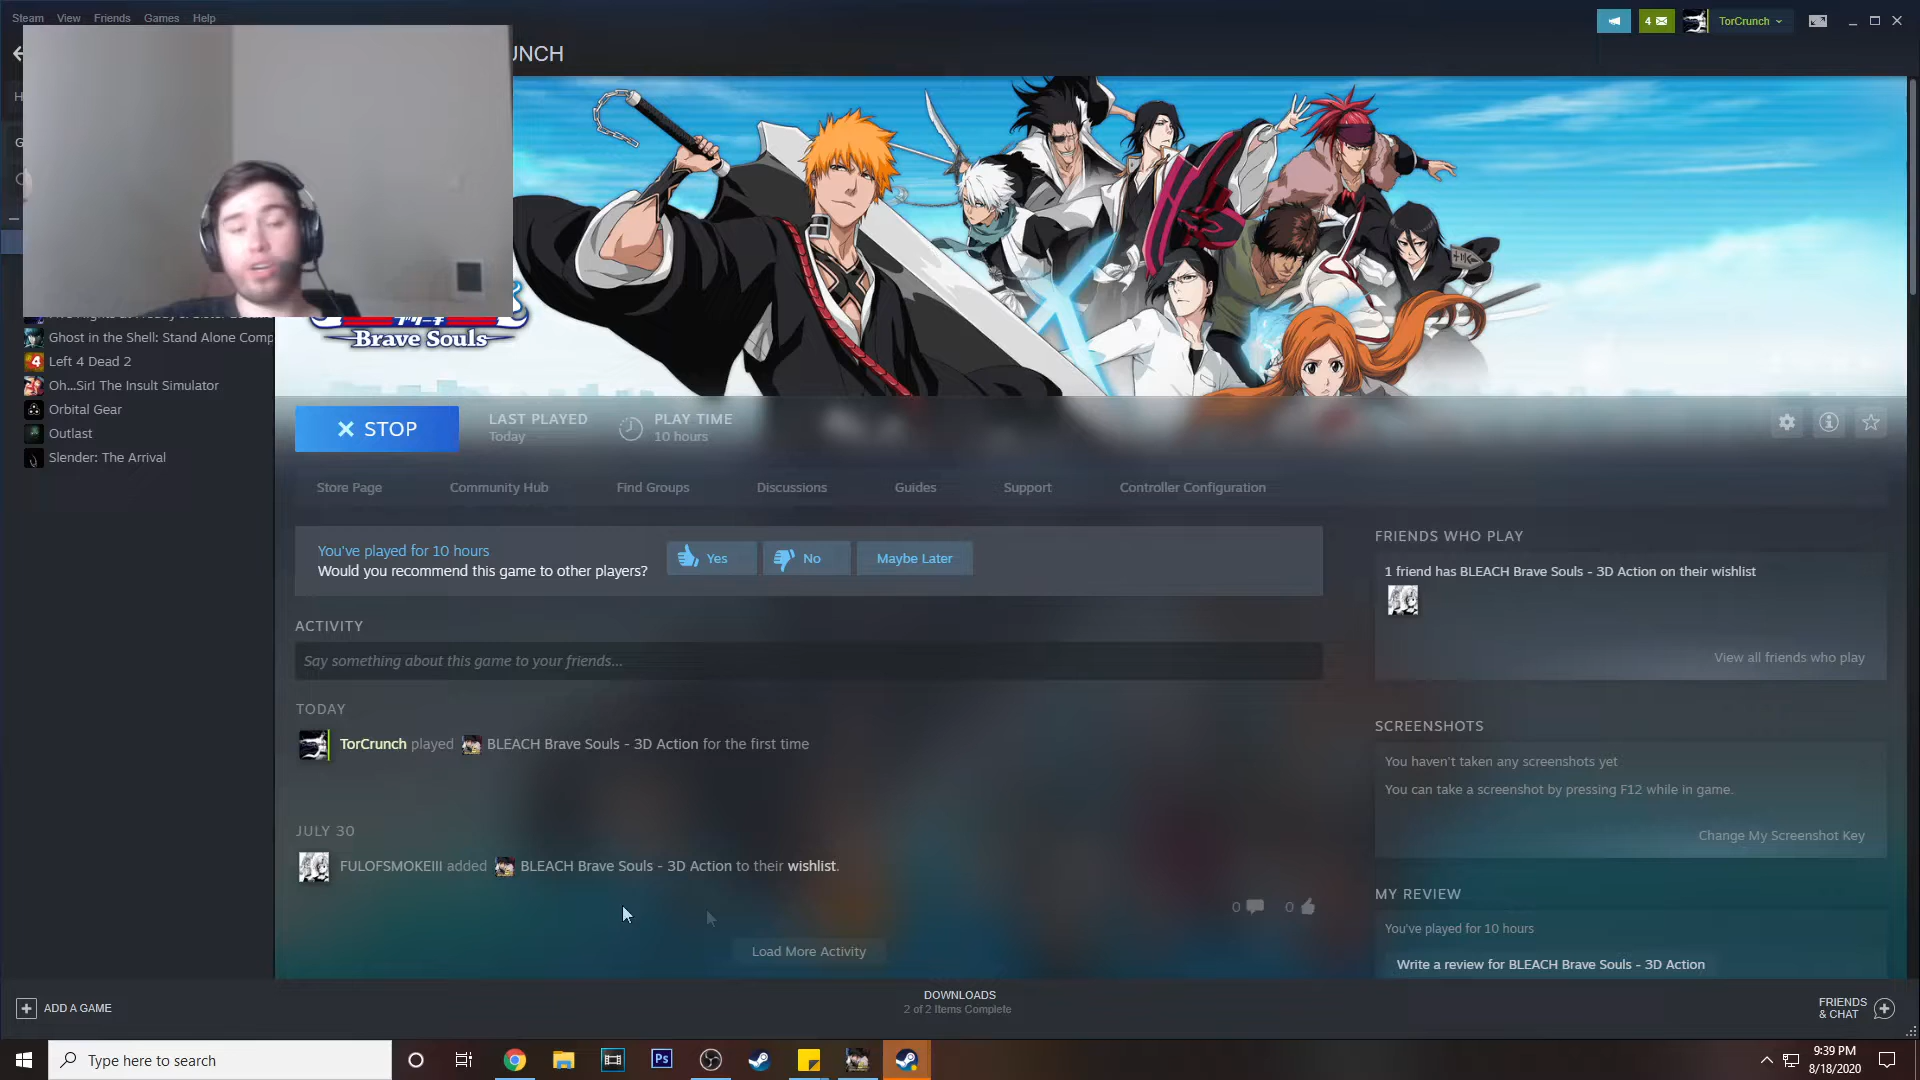 Steam View Friends Games Help
4
TorCrunch
UNCH
H
G
Brave Souls
Ghost in the Shell: Stand Alone Comp
Left 4 Dead 2
Oh...Sir! The Insult Simulator
Orbital Gear
Outlast
Slender: The Arrival
STOP
LAST PLAYED
Today
PLAY TIME
10 hours
Store Page Community Hub Find Groups Discussions Guides Support Controller Configuration
You've played for 10 hours
Would you recommend this game to other players?
Yes
No
Maybe Later
ACTIVITY
Say something about this game to your friends...
TODAY
TorCrunch played BLEACH Brave Souls - 3D Action for the first time
JULY 30
FULOFSMOKEIII added BLEACH Brave Souls - 3D Action to their wishlist.
0 0
Load More Activity
FRIENDS WHO PLAY
1 friend has BLEACH Brave Souls - 3D Action on their wishlist
View all friends who play
SCREENSHOTS
You haven't taken any screenshots yet
You can take a screenshot by pressing F12 while in game.
Change My Screenshot Key
MY REVIEW
You've played for 10 hours
Write a review for BLEACH Brave Souls - 3D Action
ADD A GAME
DOWNLOADS
2 of 2 Items Complete
FRIENDS
& CHAT
Type here to search
Ps
9:39 PM
8/18/2020